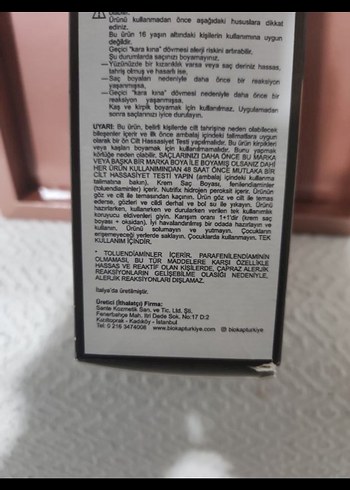 olabilir.
Ürünü kullanmadan önce aşağıdaki hususlara dikkat
ediniz.
Bu ürün 16 yaşın altındaki kişilerin kullanımına uygun
değildir.
Geçici "kara kına" dövmesi alerji riskini artırabilir.
Şu durumlarda saçınızı boyamayınız.
—Yüzünüzde bir kızarıklık varsa veya saç deriniz hassas,
tahriş olmuş ve hasarlı ise,
—Saç boyaları nedeniyle daha önce bir reaksiyon
yaşanmışsa,
—Geçici "kara kına" dövmesi nedeniyle daha önce bir
reaksiyon yaşanmışsa,
Kaş ve kirpik boyamak için kullanılmaz, Uygulamadan
sonra saçlarınızı iyice durulayın.
UYARI: Bu ürün, belirli kişilerde cilt tahrişine neden olabilecek
bileşenler içerir ve ilk önce ambalaj içindeki talimatlara uygun
olarak bir ön Cilt Hassasiyet Testi yapılmalıdır. Bu ürün kirpikleri
veya kaşları boyamak için kullanılmamalıdır. Bunu yapmak
körlüğe neden olabilir. SAÇLARINIZI DAHA ÖNCE BU MARKA
VEYA BAŞKA BİR MARKA BOYA İLE BOYAMIŞ OLSANIZ DAHİ
HER ÜRÜN KULLANIMINDAN 48 SAAT ÖNCE MUTLAKA BİR
CİLT HASSASİYET TESTİ YAPIN (ambalaj içindeki kullanma
talimatına bakın). Krem Saç Boyası, fenilendiaminler
(toluendiaminler) içerir. Nutrifix hidrojen peroksit içerir. Ürünün
göz ve cilt ile temasından kaçının. Ürün göz ve cilt ile temas
ederse, gözleri ve cildi derhal ve bol su ile yıkayın. Ürünü
hazırlarken, kullanırken ve durularken verilen tek kullanımlık
koruyucu eldivenleri giyin. Karışım oranı 1+1'dir (krem saç
boyası + oksidan). İyi havalandırılmış bir odada hazırlayın ve
kullanın. Ürünü solumayın ve yutmayın. Çocukların
erişemeyeceği yerlerde saklayın. Çocuklarda kullanmayın. TEK
KULLANIM İÇİNDİR.
* TOLUENDİAMİNLER İÇERİR. PARAFENİLENDİAMİNİN
OLMAMASI, BU TÜR MADDELERE KARŞI ÖZELLİKLE
HASSAS VE REAKTİF OLAN KİŞİLERDE, ÇAPRAZ ALERJİK
REAKSİYONLARIN GELİŞEBİLME OLASILIĞI NEDENİYLE,
ALERJİK REAKSİYONLARI DIŞLAMAZ.
İtalya'da üretilmiştir.
Üretici (İthalatçı) Firma:
Sante Kozmetik San. ve Tic. Ltd. Şti.
Fenerbahçe Mah. İtri Dede Sok. No:17 D:2
Kızıltoprak - Kadıköy - İstanbul
Tel: 0 216 3474008 www.biokapturkiye.com